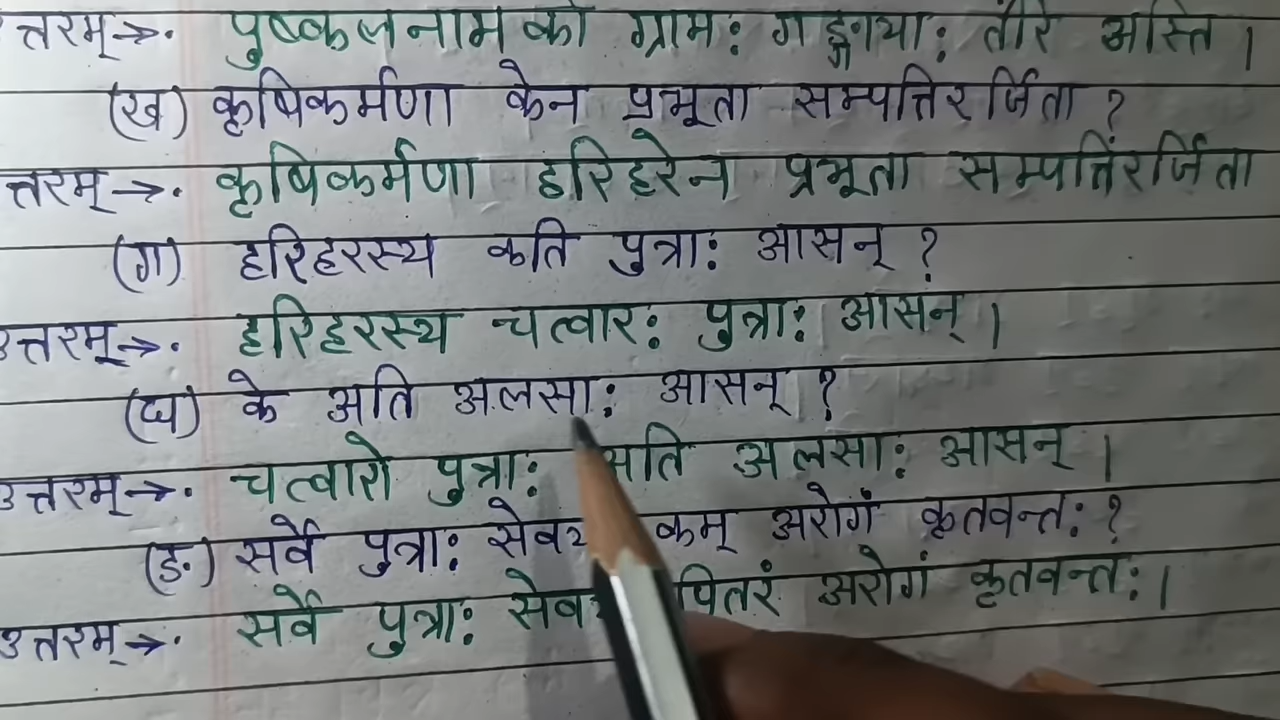 त्तरम् →. पुष्कलनामको ग्रामः गङ्गायाः तीरे अस्ति ।
(ख) कृषिकर्मणा केन प्रभूता सम्पत्तिरर्जिता ?
त्तरम् →. कृषिकर्मणा हरिहरेन प्रभूता सम्पत्तिंरर्जिता
(ग) हरिहरस्य कति पुत्राः आसन् ?
उत्तरम् →. हरिहरस्य चत्वारः पुत्राः आसन् ।
(घ) के अति अलसाः आसन् ?
उत्तरम् →. चत्वारो पुत्राः अति अलसाः आसन् ।
(ङ) सर्वे पुत्राः कम् अरोगं कृतवन्तः ?
उत्तरम् →. सर्वे पुत्राः पितरं अरोगं कृतवन्तः ।